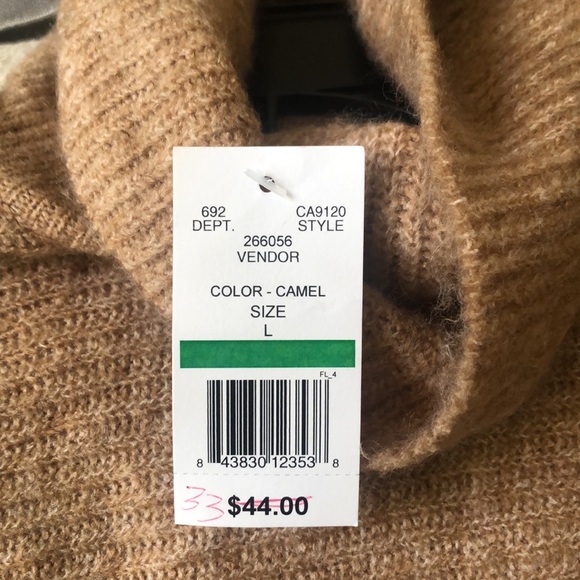 692 CA9120
DEPT. STYLE
266056
VENDOR
COLOR - CAMEL
SIZE
L
FL_4
8 43830 12353 8
33 $44.00